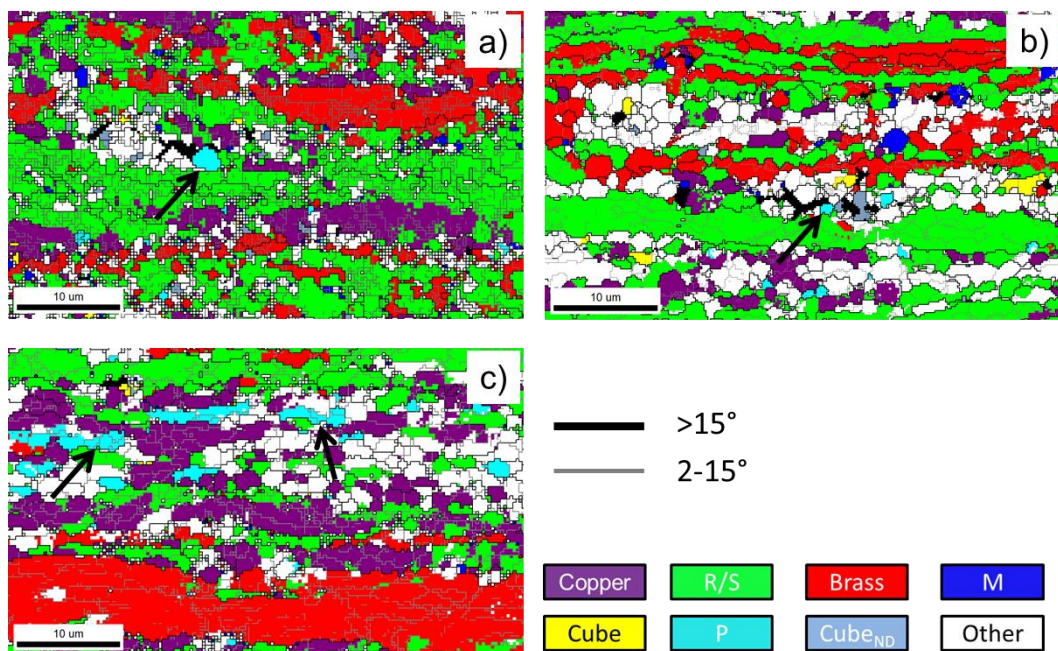 a)
b)
10 um
10 um
c)
10 um
>15°
2-15°
Copper R/S Brass M
Cube P CubeND Other